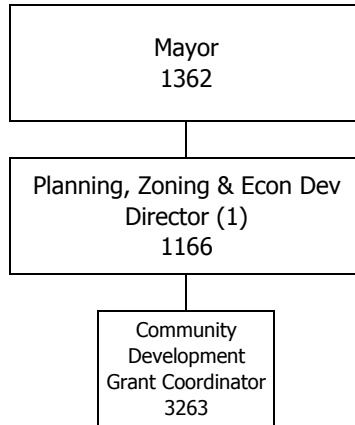 Mayor
1362
Planning, Zoning & Econ Dev
Director (1)
1166
Community
Development
Grant Coordinator
3263